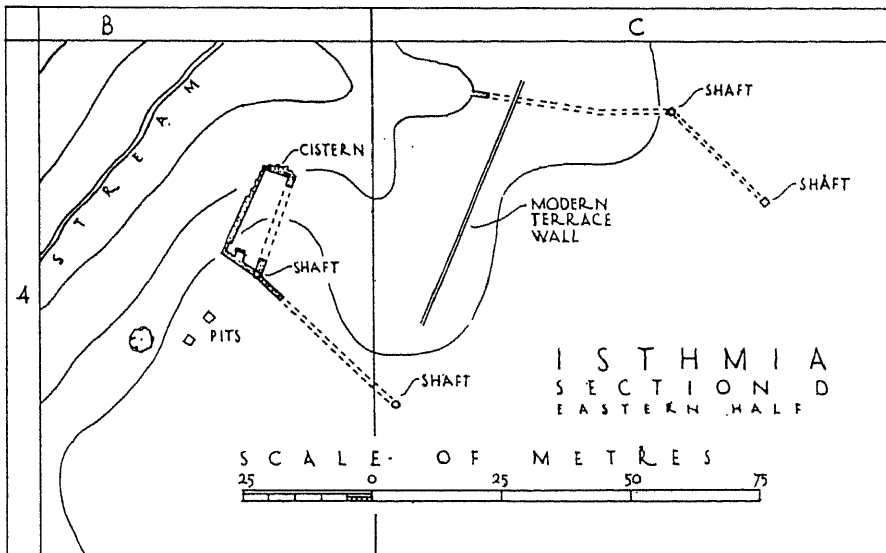 B
C
STREAM
SHAFT
CISTERN
SHAFT
MODERN
TERRACE
WALL
4
SHAFT
PITS
SHAFT
ISTHMIA
SECTION D
EASTERN HALF
SCALE OF METRES
25 0 25 50 75